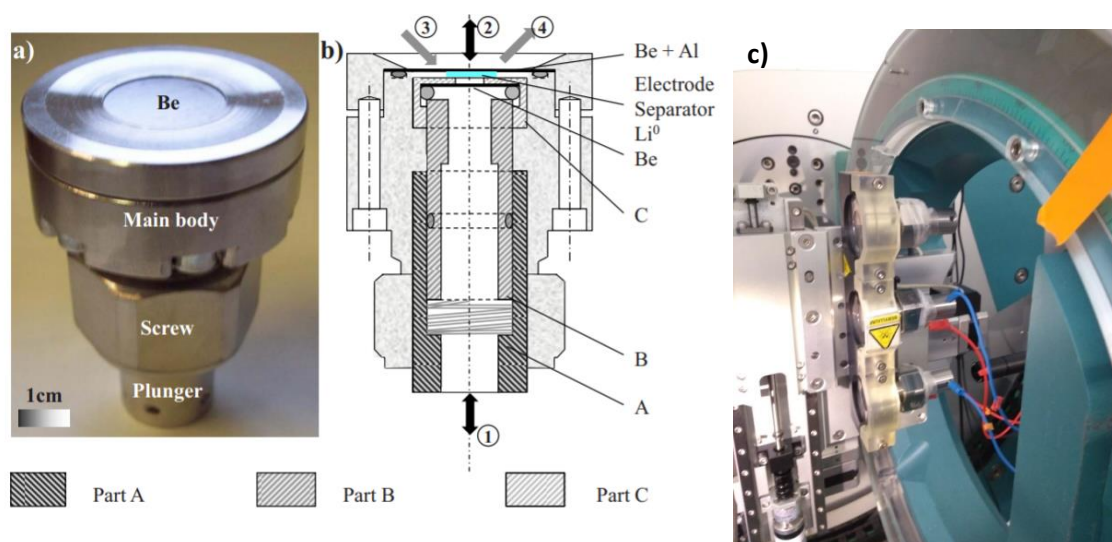 a)
Be
Main body
Screw
Plunger
1cm
b)
3
2
4
Be + Al
Electrode
Separator
Li⁰
Be
C
B
A
1
Part A
Part B
Part C
c)